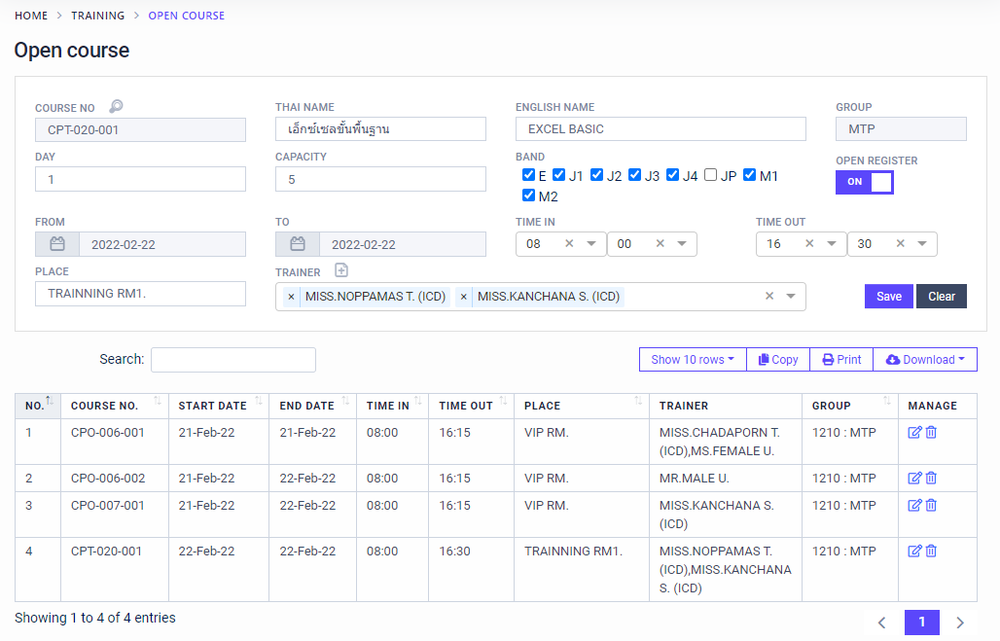 HOME > TRAINING > OPEN COURSE
Open course
COURSE NO THAI NAME ENGLISH NAME GROUP
CPT-020-001 เอ็กซ์เซลขั้นพื้นฐาน EXCEL BASIC MTP
DAY CAPACITY BAND OPEN REGISTER
1 5 E J1 J2 J3 J4 JP M1 ON
M2
FROM TO TIME IN TIME OUT
2022-02-22 2022-02-22 08 × 00 × 16 × 30 ×
PLACE TRAINER
TRAINNING RM1. × MISS.NOPPAMAS T. (ICD) × MISS.KANCHANA S. (ICD) × Save Clear
Search: Show 10 rows Copy Print Download
NO. COURSE NO. START DATE END DATE TIME IN TIME OUT PLACE TRAINER GROUP MANAGE
1 CPO-006-001 21-Feb-22 21-Feb-22 08:00 16:15 VIP RM. MISS.CHADAPORN T. 1210 : MTP
(ICD),MS.FEMALE U.
2 CPO-006-002 21-Feb-22 22-Feb-22 08:00 16:15 VIP RM. MR.MALE U. 1210 : MTP
3 CPO-007-001 21-Feb-22 22-Feb-22 08:00 16:15 VIP RM. MISS.KANCHANA S. 1210 : MTP
(ICD)
4 CPT-020-001 22-Feb-22 22-Feb-22 08:00 16:30 TRAINNING RM1. MISS.NOPPAMAS T. 1210 : MTP
(ICD),MISS.KANCHANA
S. (ICD)
Showing 1 to 4 of 4 entries
1